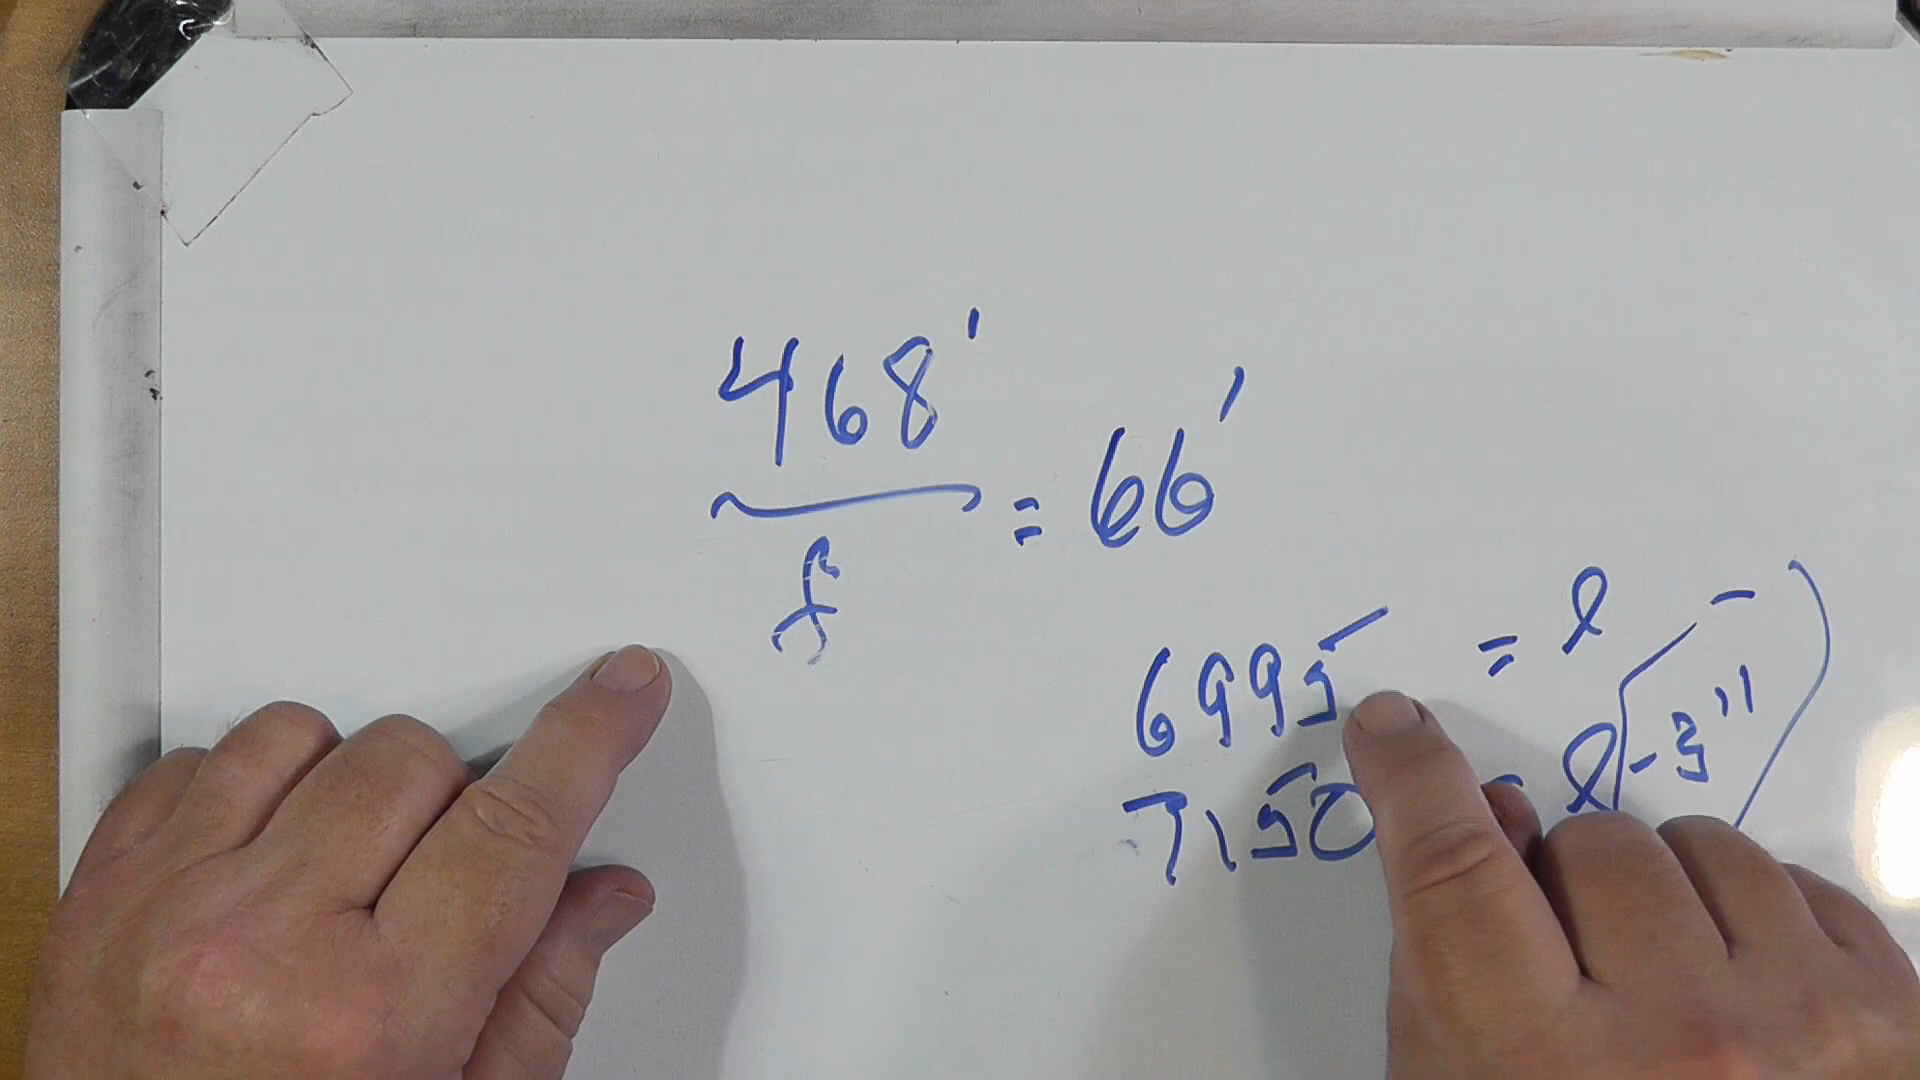 468'
f = 66'
6995 = l
7150 = l (-3")